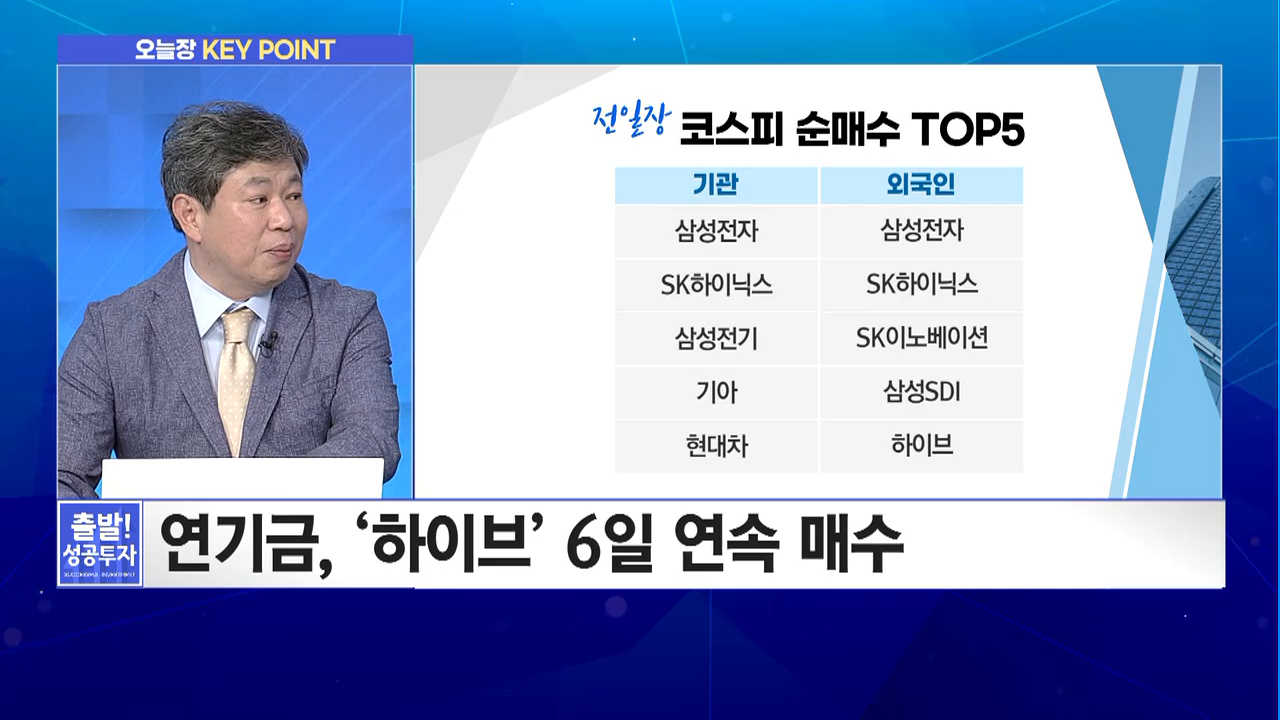 오늘장 KEY POINT
전일장 코스피 순매수 TOP5
기관 외국인
삼성전자 삼성전자
SK하이닉스 SK하이닉스
삼성전기 SK이노베이션
기아 삼성SDI
현대차 하이브
출발!
성공투자
SUCCESSFUL INVESTMENT
연기금, ‘하이브’ 6일 연속 매수